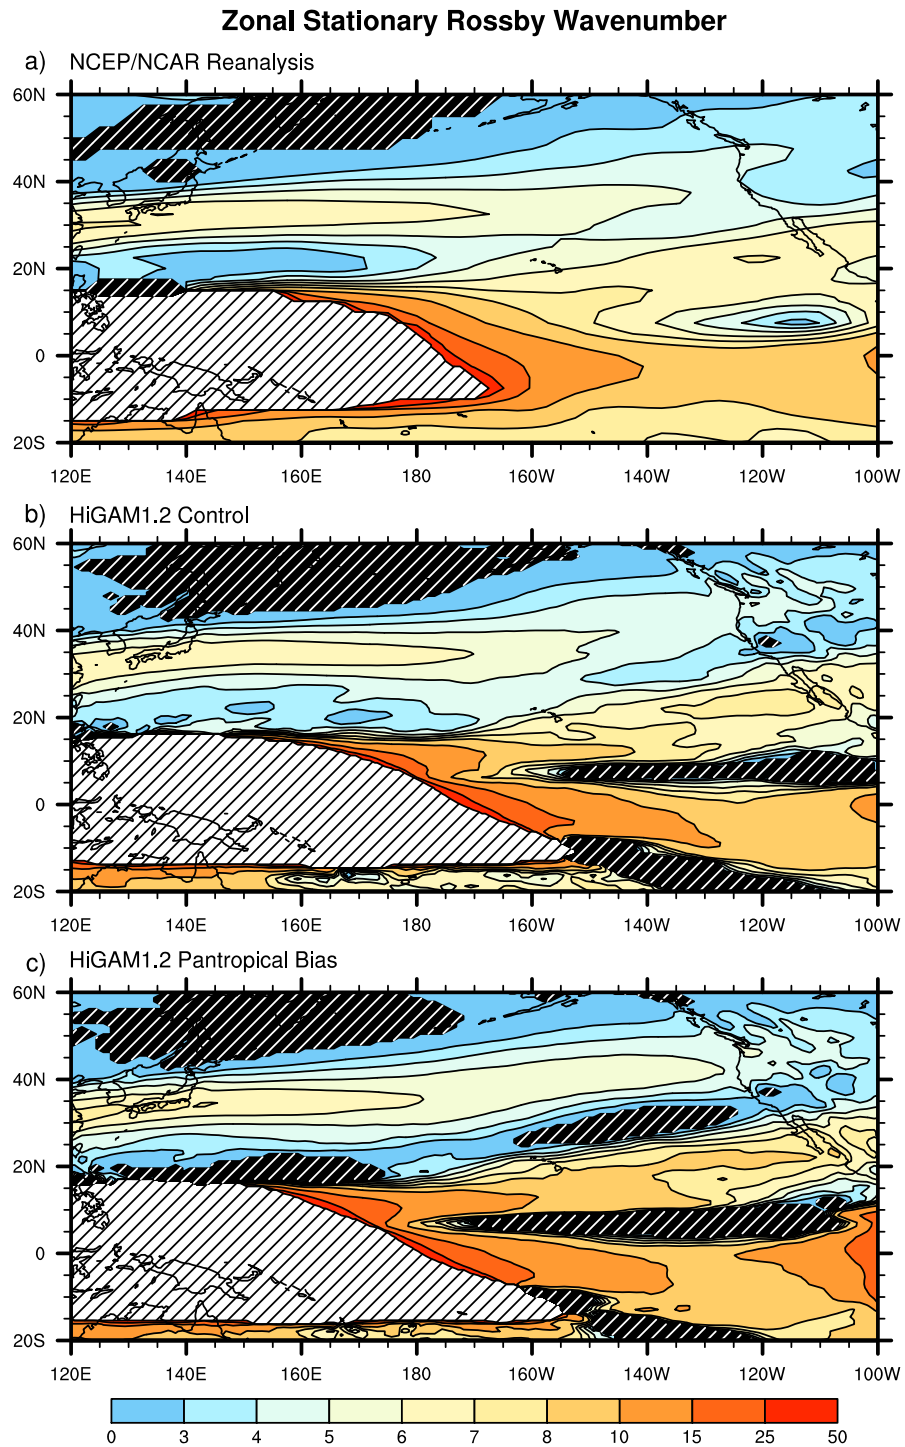 Zonal Stationary Rossby Wavenumber
a) NCEP/NCAR Reanalysis
60N
40N
20N
0
20S
120E 140E 160E 180 160W 140W 120W 100W
b) HiGAM1.2 Control
60N
40N
20N
0
20S
120E 140E 160E 180 160W 140W 120W 100W
c) HiGAM1.2 Pantropical Bias
60N
40N
20N
0
20S
120E 140E 160E 180 160W 140W 120W 100W
0 3 4 5 6 7 8 10 15 25 50